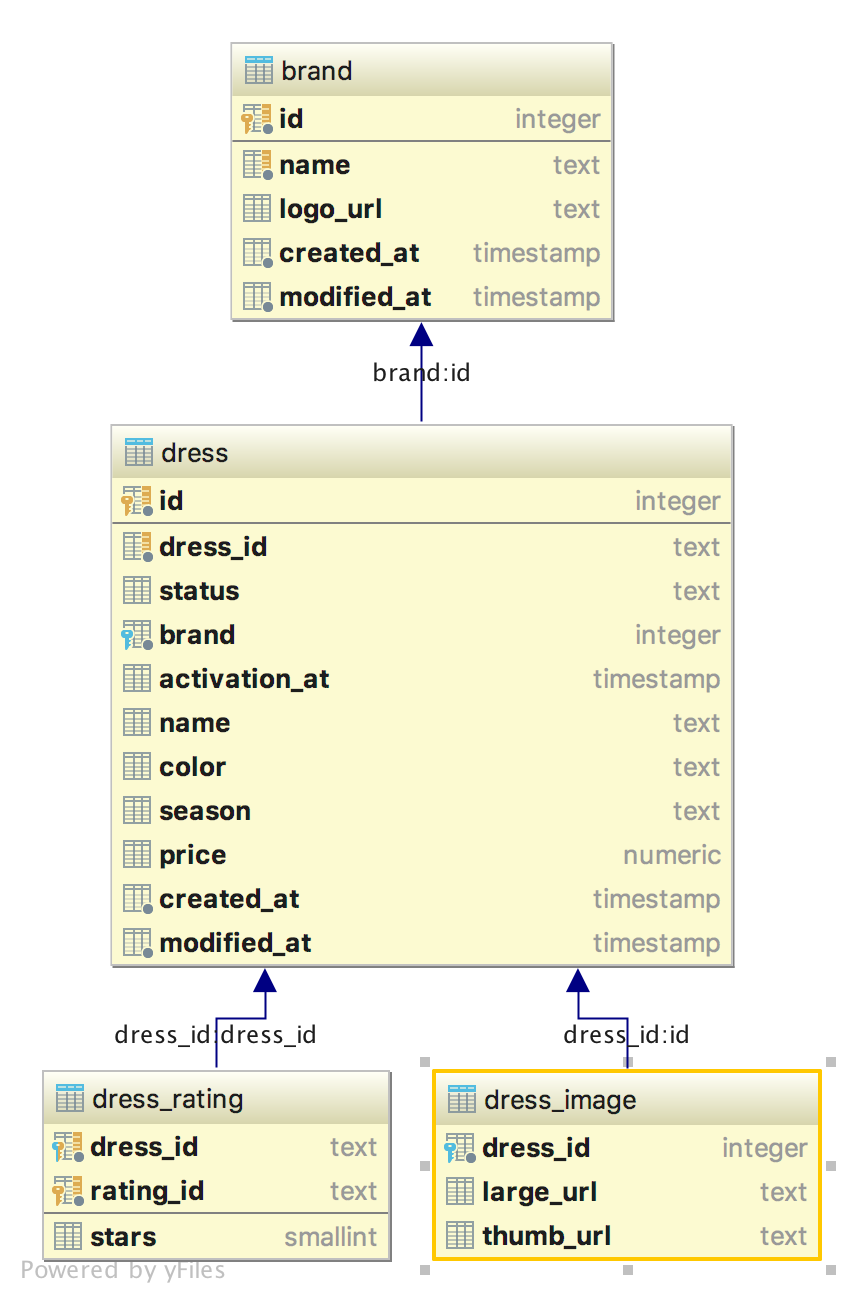 brand
id integer
name text
logo_url text
created_at timestamp
modified_at timestamp
brand:id
dress
id integer
dress_id text
status text
brand integer
activation_at timestamp
name text
color text
season text
price numeric
created_at timestamp
modified_at timestamp
dress_id:dress_id
dress_id:id
dress_rating
dress_id text
rating_id text
stars smallint
dress_image
dress_id integer
large_url text
thumb_url text
Powered by yFiles